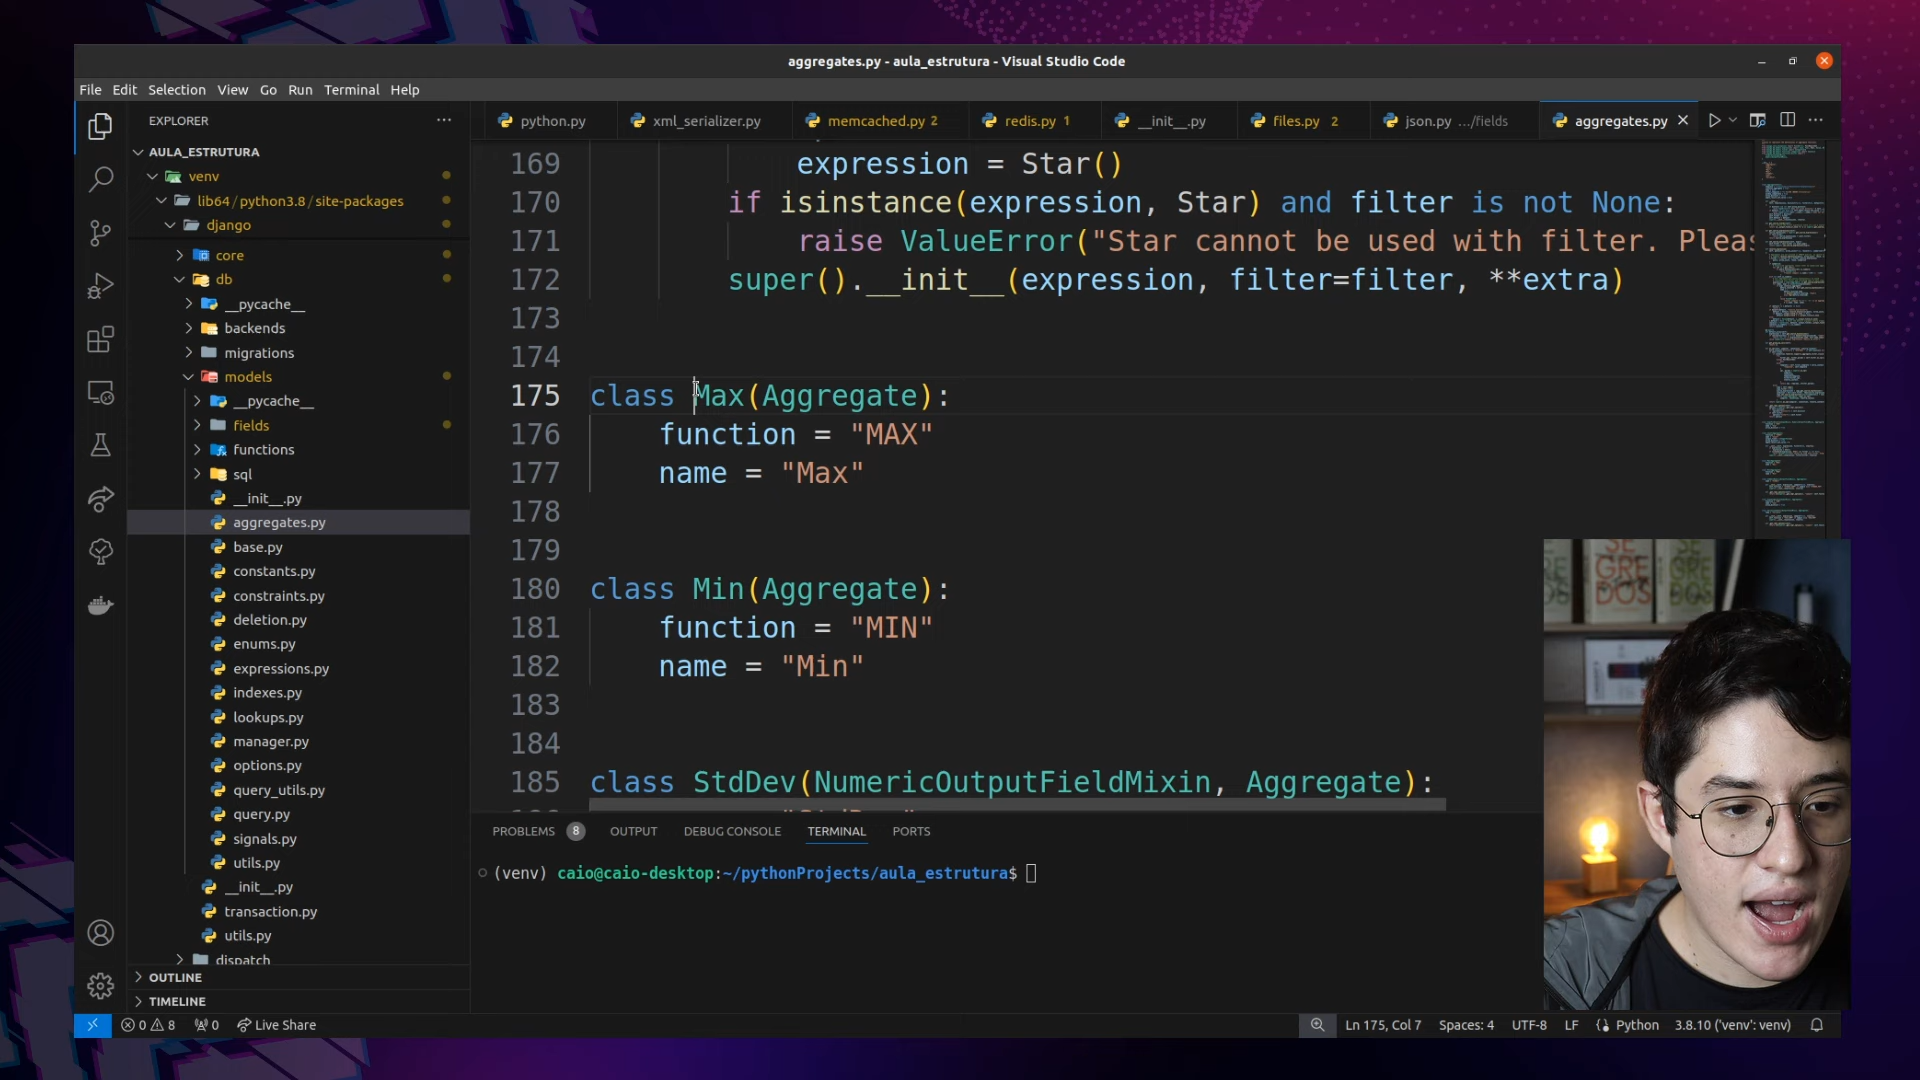 aggregates.py - aula_estrutura - Visual Studio Code
File Edit Selection View Go Run Terminal Help
EXPLORER
AULA_ESTRUTURA
venv
lib64 / python3.8 / site-packages
django
core
db
__pycache__
backends
migrations
models
__pycache__
fields
functions
sql
__init__.py
aggregates.py
base.py
constants.py
constraints.py
deletion.py
enums.py
expressions.py
indexes.py
lookups.py
manager.py
options.py
query_utils.py
query.py
signals.py
utils.py
__init__.py
transaction.py
utils.py
dispatch
OUTLINE
TIMELINE
python.py xml_serializer.py memcached.py 2 redis.py 1 __init__.py files.py 2 json.py .../fields aggregates.py
169 expression = Star()
170 if isinstance(expression, Star) and filter is not None:
171 raise ValueError("Star cannot be used with filter. Pleas
172 super().__init__(expression, filter=filter, **extra)
173
174
175 class Max(Aggregate):
176 function = "MAX"
177 name = "Max"
178
179
180 class Min(Aggregate):
181 function = "MIN"
182 name = "Min"
183
184
185 class StdDev(NumericOutputFieldMixin, Aggregate):
PROBLEMS 8 OUTPUT DEBUG CONSOLE TERMINAL PORTS
(venv) caio@caio-desktop:~/pythonProjects/aula_estrutura$
SE
GRE
DOS
0 8 0 Live Share Ln 175, Col 7 Spaces: 4 UTF-8 LF Python 3.8.10 ('venv': venv)